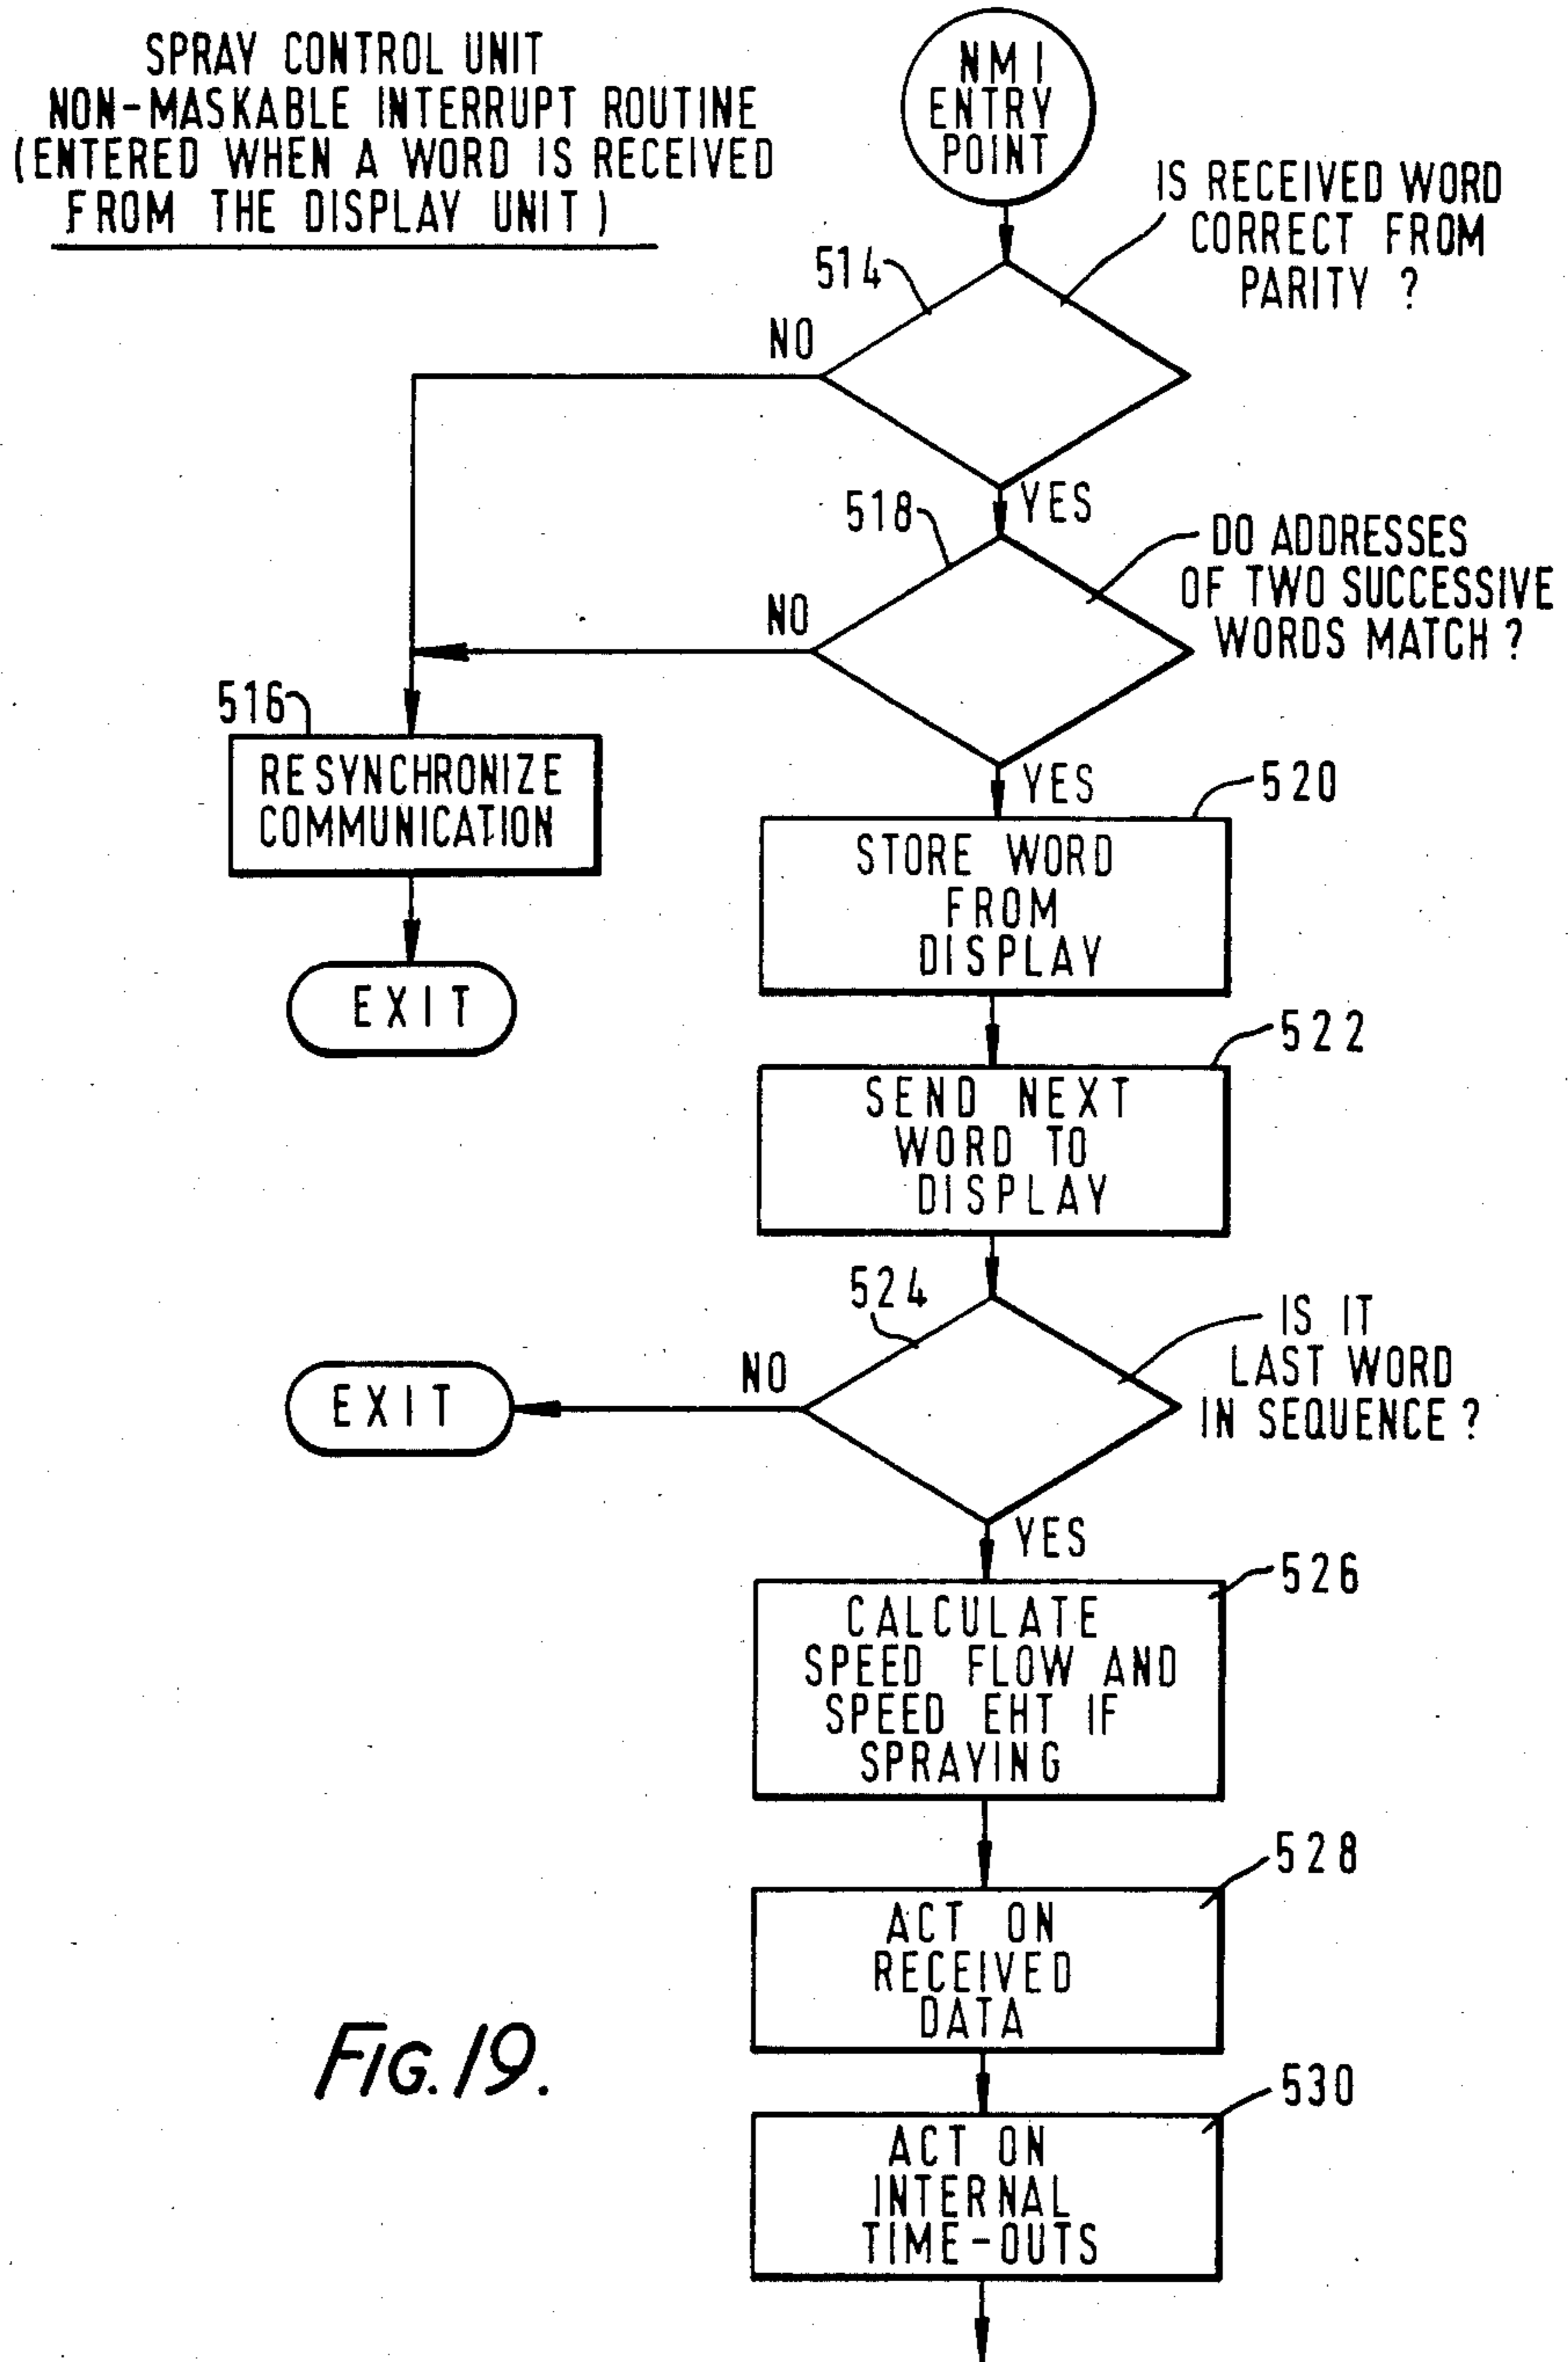 SPRAY CONTROL UNIT
NON-MASKABLE INTERRUPT ROUTINE
(ENTERED WHEN A WORD IS RECEIVED
FROM THE DISPLAY UNIT)
NMI
ENTRY
POINT
IS RECEIVED WORD
CORRECT FROM
PARITY ?
514
NO
YES
518
DO ADDRESSES
OF TWO SUCCESSIVE
WORDS MATCH ?
NO
516
RESYNCHRONIZE
COMMUNICATION
EXIT
YES
520
STORE WORD
FROM
DISPLAY
522
SEND NEXT
WORD TO
DISPLAY
524
IS IT
LAST WORD
IN SEQUENCE ?
NO
EXIT
YES
526
CALCULATE
SPEED FLOW AND
SPEED EHT IF
SPRAYING
528
ACT ON
RECEIVED
DATA
530
ACT ON
INTERNAL
TIME-OUTS
FIG. 19.